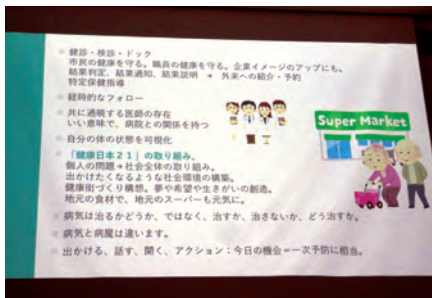 健診・検診・ドック
市民の健康を守る。職員の健康を守る。企業イメージのアップにも。
結果判定、結果通知、結果説明 → 外来への紹介・予約
特定保健指導
経時的なフォロー
共に通続する医師の存在
いい意味で、病院との関係を持つ
自分の体の状態を可視化
「健康日本21」の取り組み。
個人の問題→社会全体の取り組み。
出かけたくなるような社会環境の構築。
健康街づくり構想。夢や希望や生きがいの創造。
地元の食材で、地元のスーパーも元気に。
病気は治るかどうか、ではなく、治すか、治さないか、どう治すか。
病気と病魔は違います。
出かける、話す、聞く、アクション：今日の機会＝一次予防に相当。
Super Market